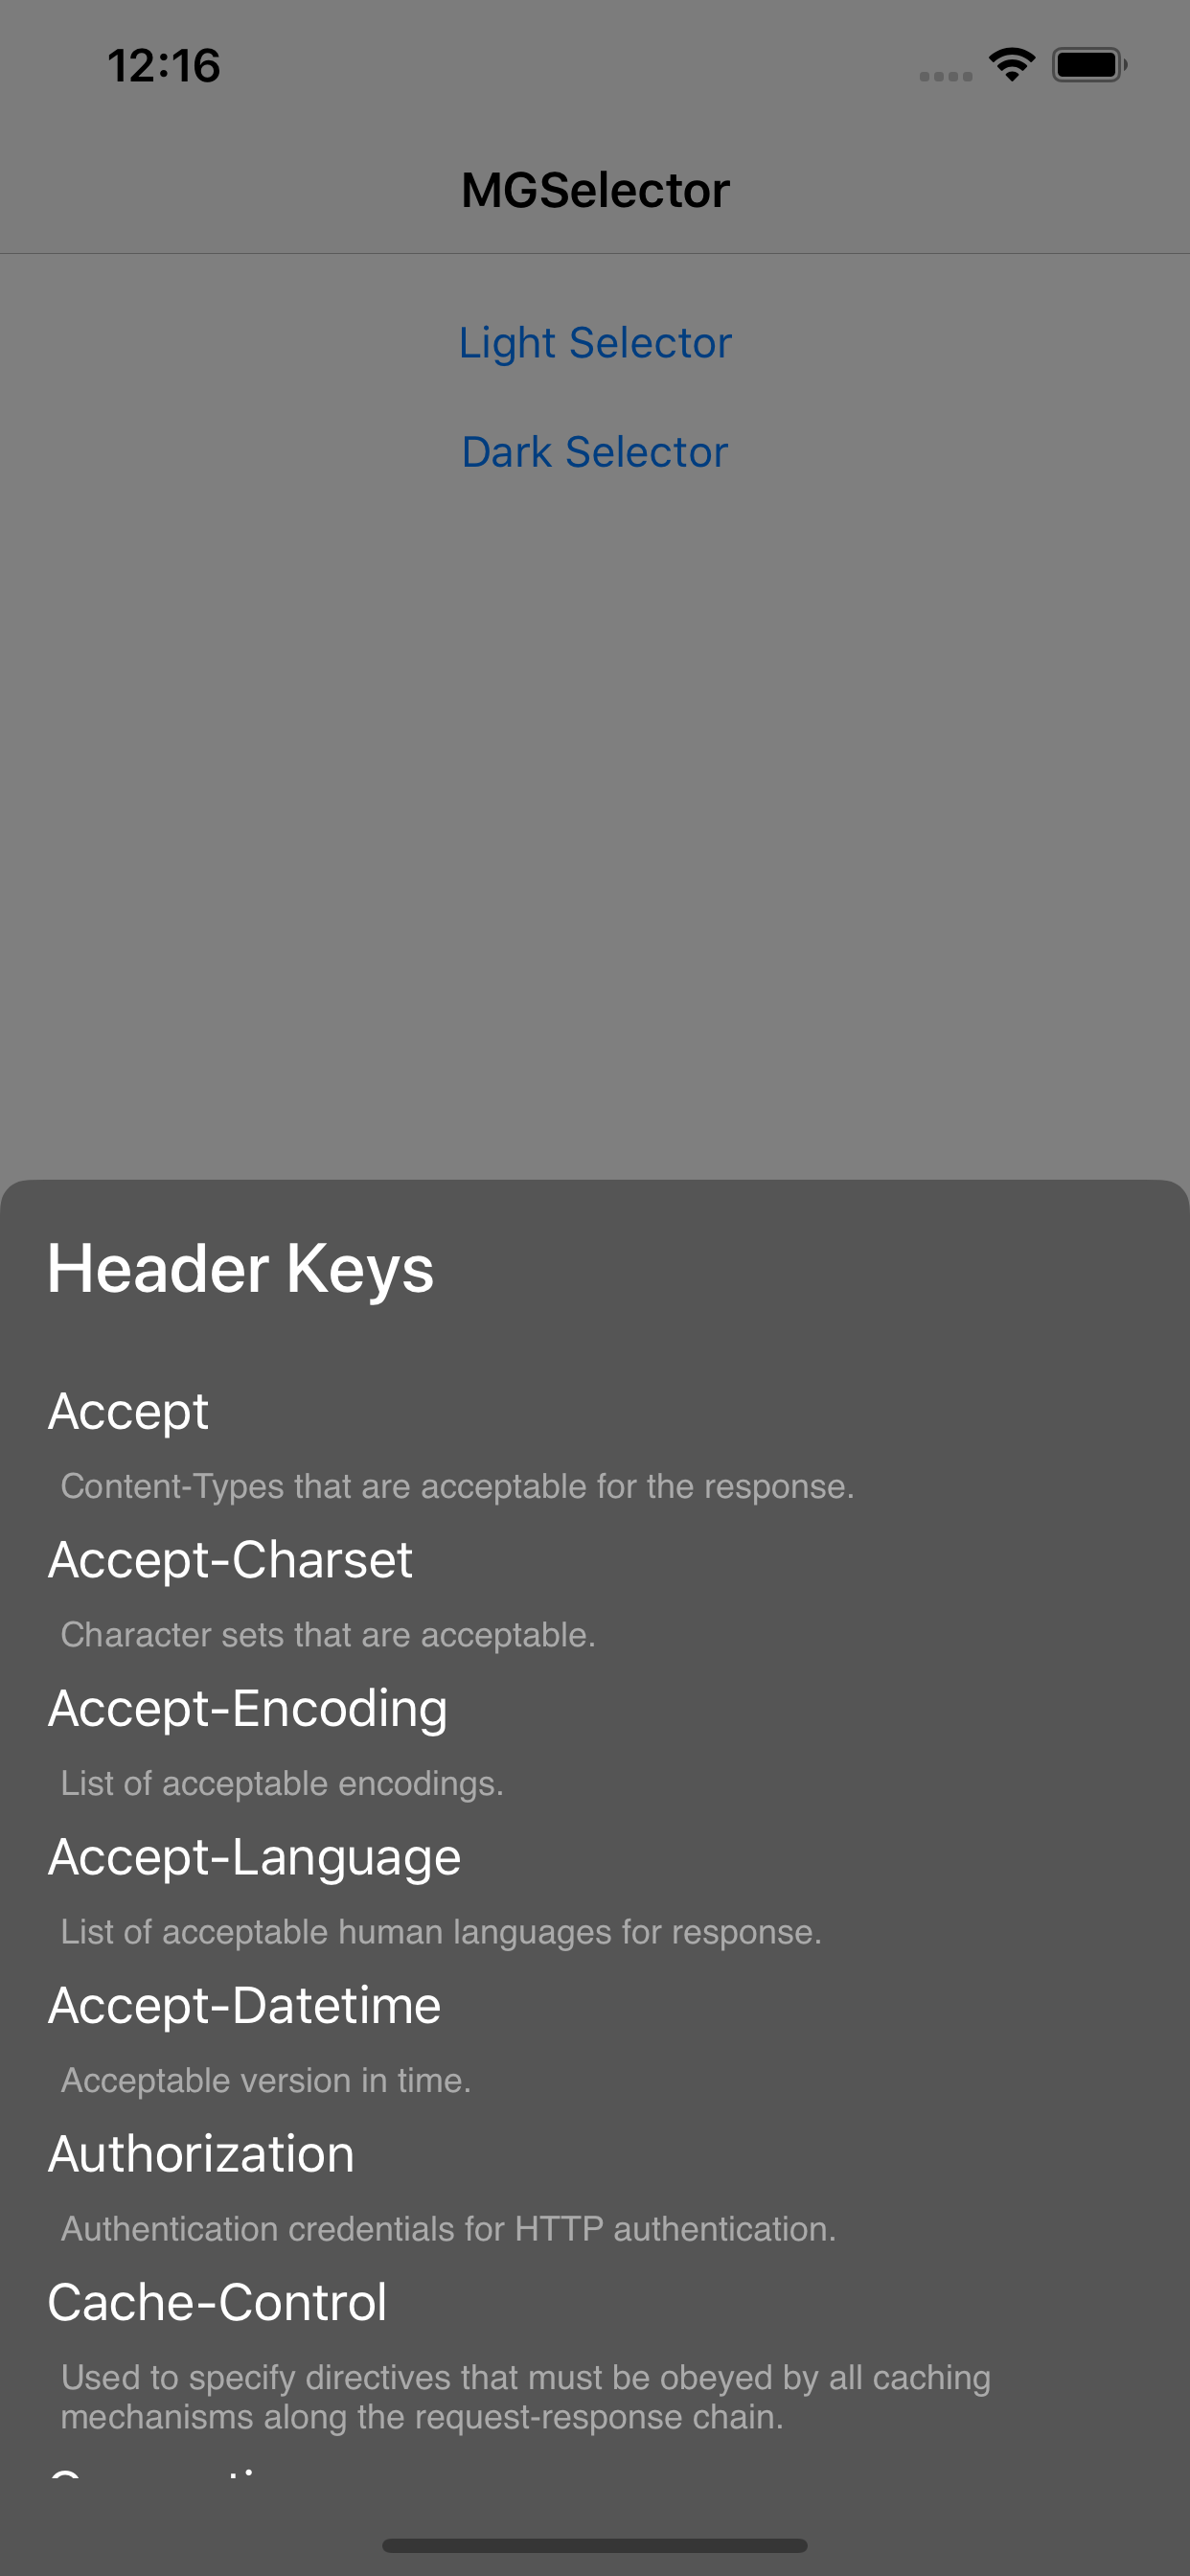 12:16
MGSelector
Light Selector
Dark Selector
Header Keys
Accept
Content-Types that are acceptable for the response.
Accept-Charset
Character sets that are acceptable.
Accept-Encoding
List of acceptable encodings.
Accept-Language
List of acceptable human languages for response.
Accept-Datetime
Acceptable version in time.
Authorization
Authentication credentials for HTTP authentication.
Cache-Control
Used to specify directives that must be obeyed by all caching
mechanisms along the request-response chain.